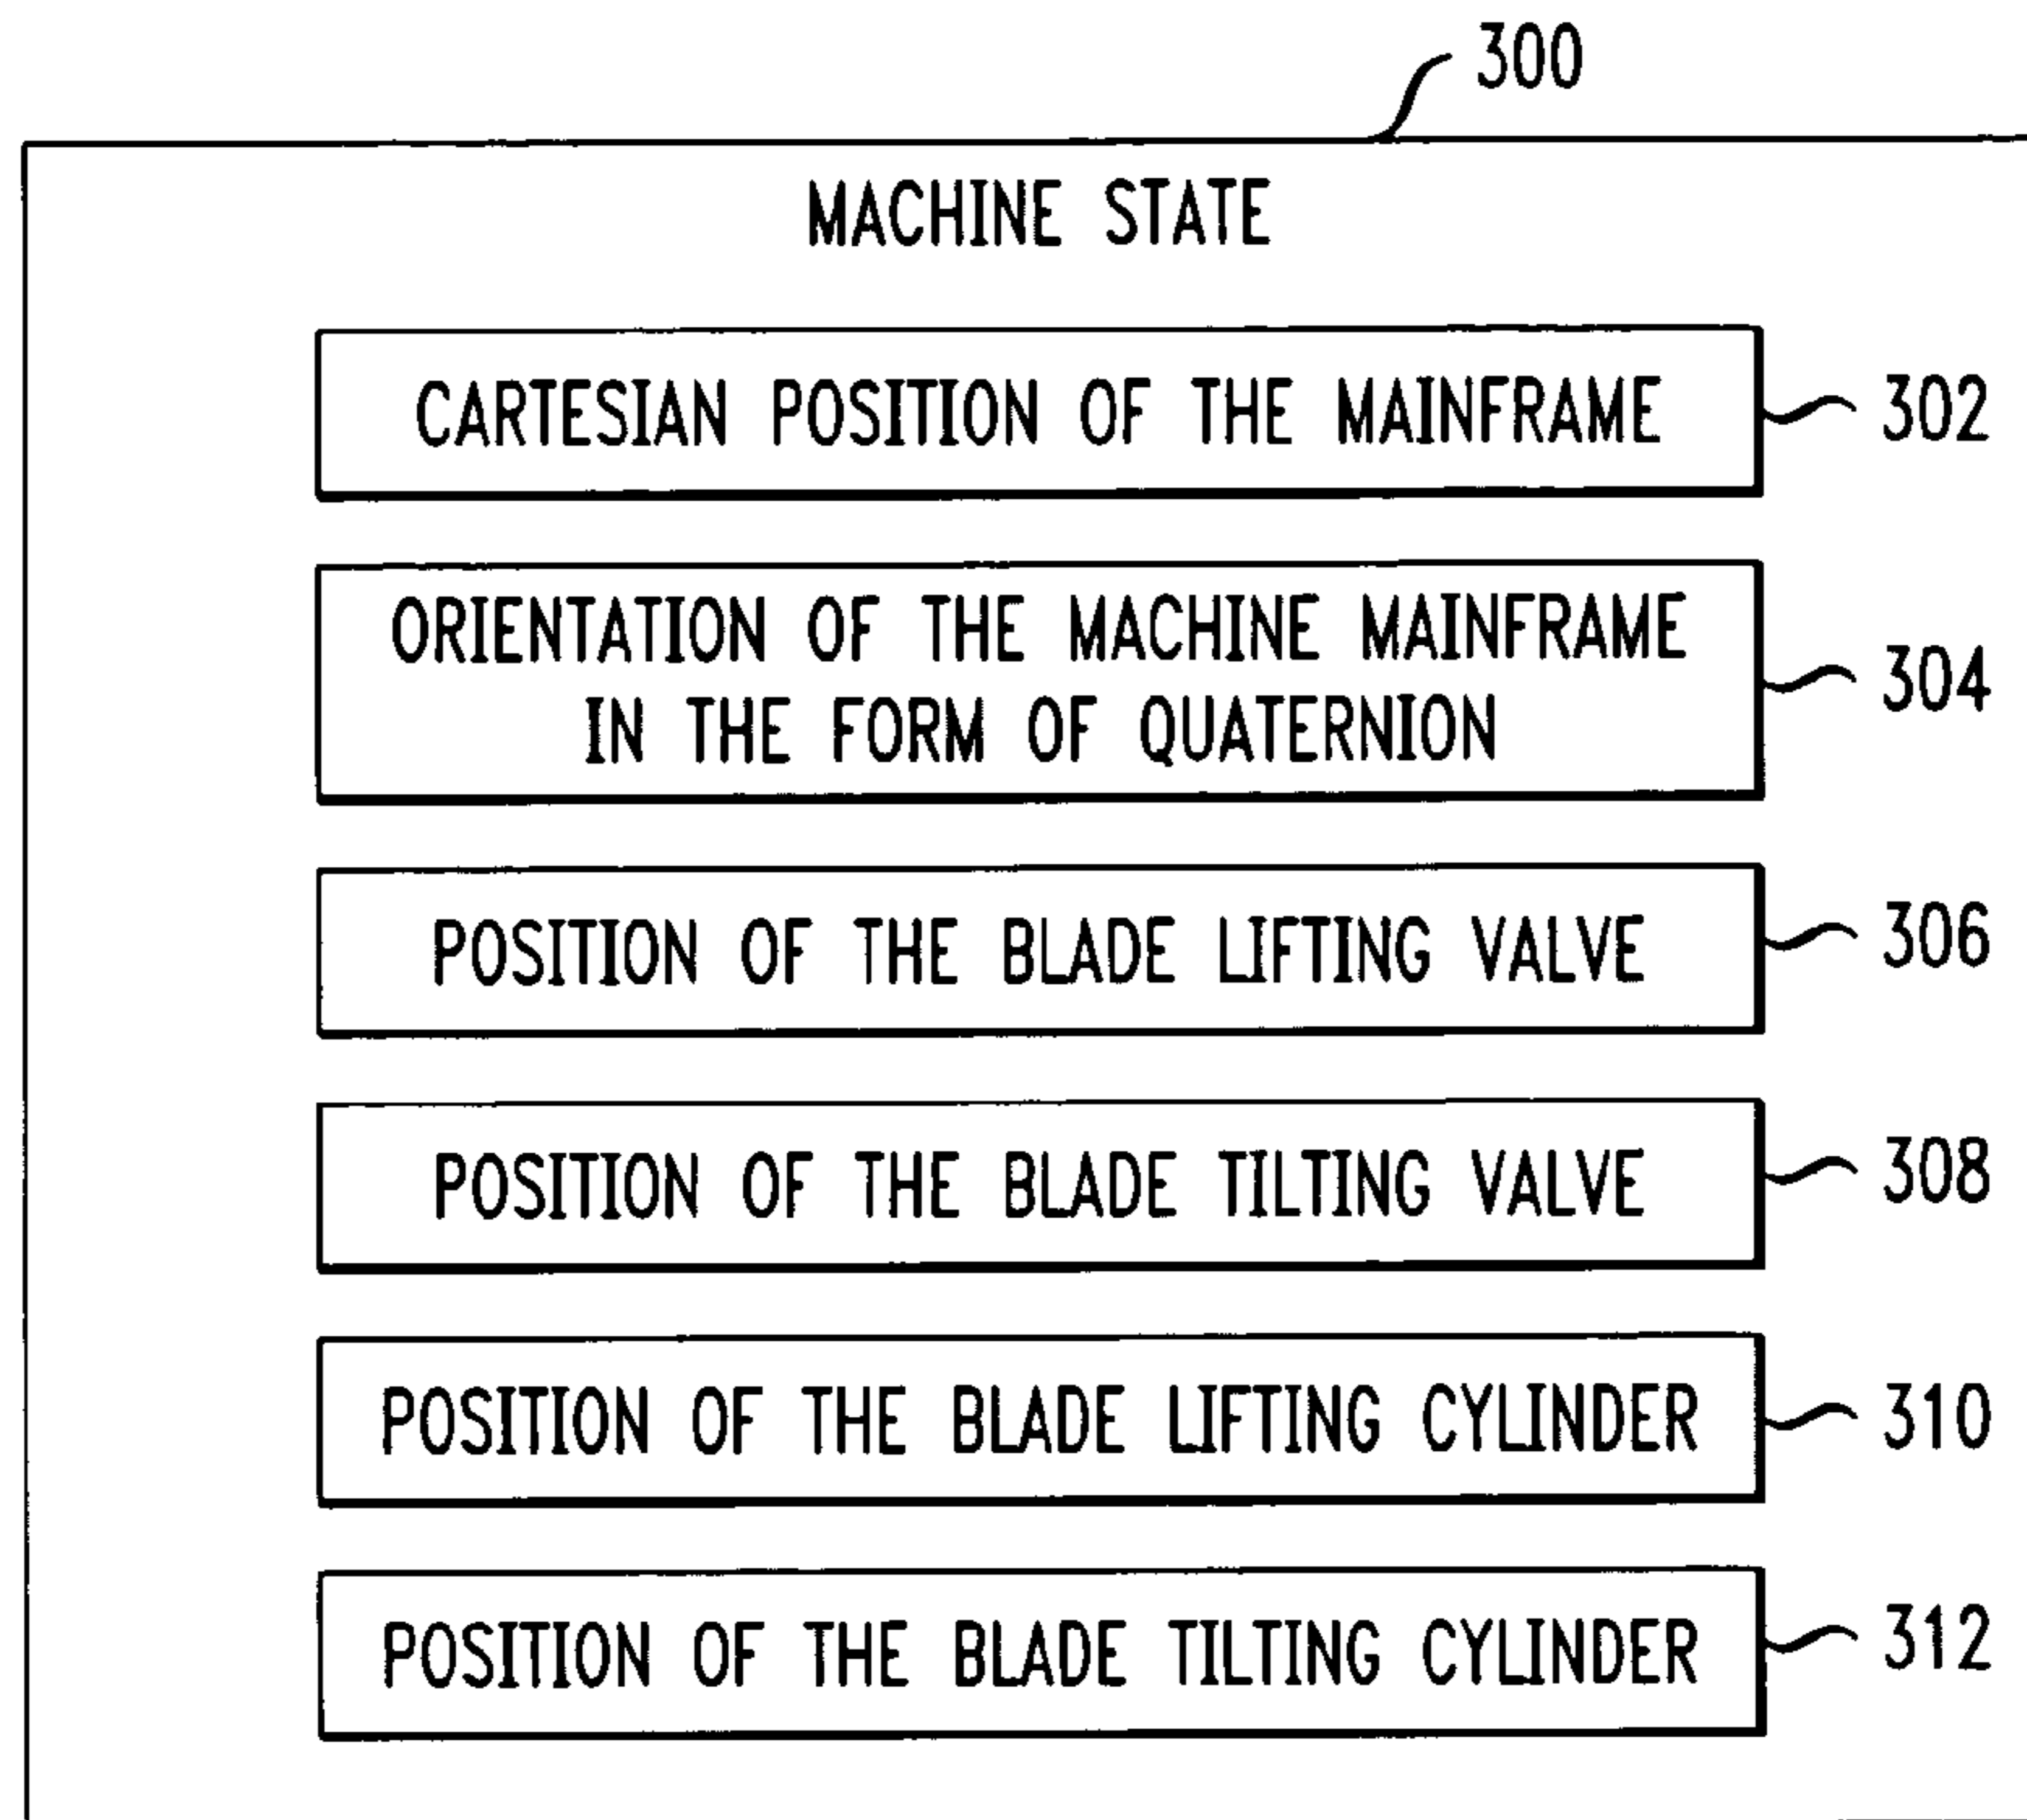 300
MACHINE STATE
CARTESIAN POSITION OF THE MAINFRAME
302
ORIENTATION OF THE MACHINE MAINFRAME
IN THE FORM OF QUATERNION
304
POSITION OF THE BLADE LIFTING VALVE
306
POSITION OF THE BLADE TILTING VALVE
308
POSITION OF THE BLADE LIFTING CYLINDER
310
POSITION OF THE BLADE TILTING CYLINDER
312